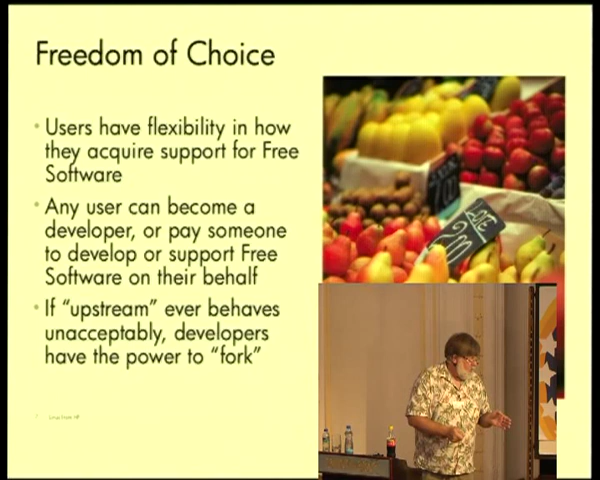 Freedom of Choice
Users have flexibility in how
they acquire support for Free
Software
Any user can become a
developer, or pay someone
to develop or support Free
Software on their behalf
If “upstream” ever behaves
unacceptably, developers
have the power to “fork”